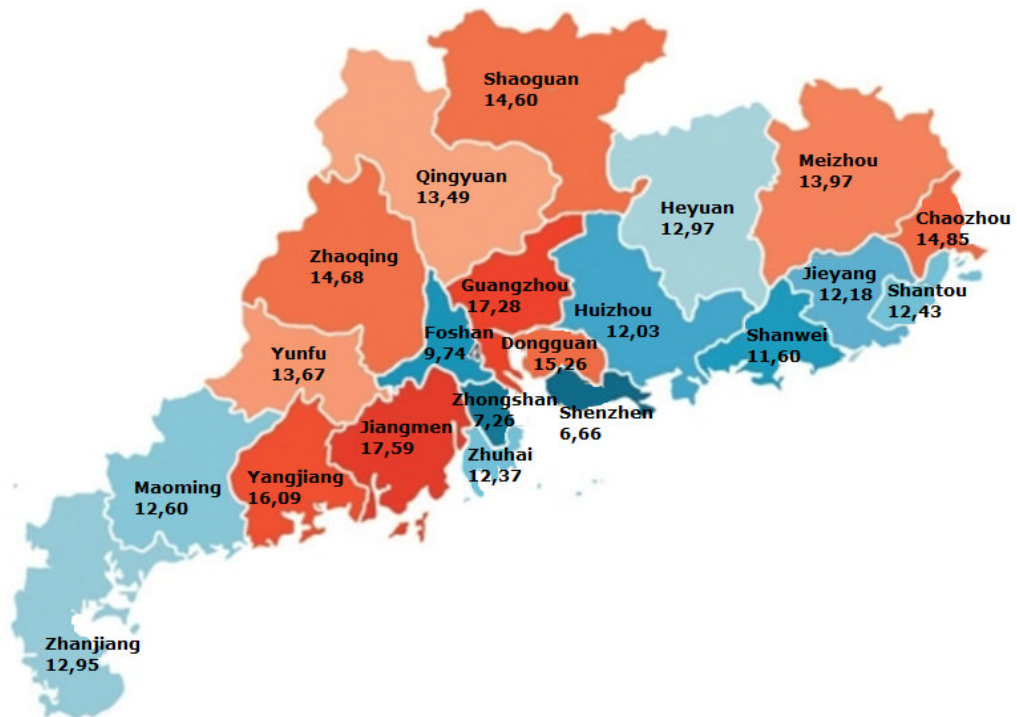 Shaoguan
14,60
Meizhou
13,97
Qingyuan
13,49
Heyuan
12,97
Chaozhou
14,85
Zhaoqing
14,68
Guangzhou
17,28
Jieyang
12,18
Shantou
12,43
Huizhou
12,03
Foshan
9,74
Dongguan
15,26
Shanwei
11,60
Yunfu
13,67
Zhongshan
7,26
Shenzhen
6,66
Jiangmen
17,59
Zhuhai
12,37
Yangjiang
16,09
Maoming
12,60
Zhanjiang
12,95